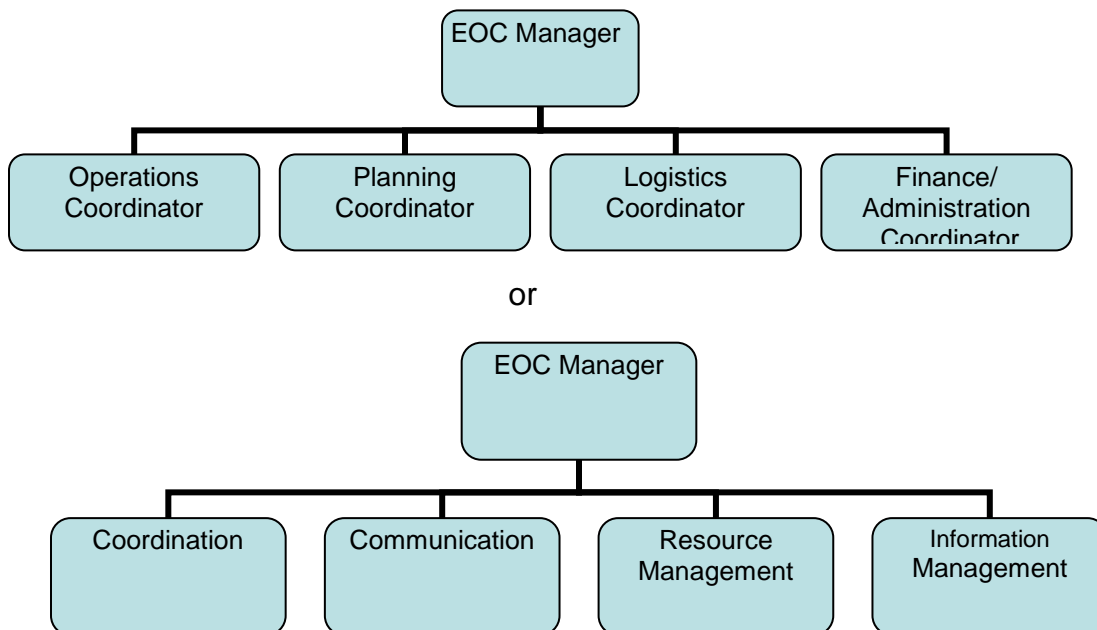 EOC Manager
Operations
Coordinator
Planning
Coordinator
Logistics
Coordinator
Finance/
Administration
Coordinator
or
EOC Manager
Coordination
Communication
Resource
Management
Information
Management